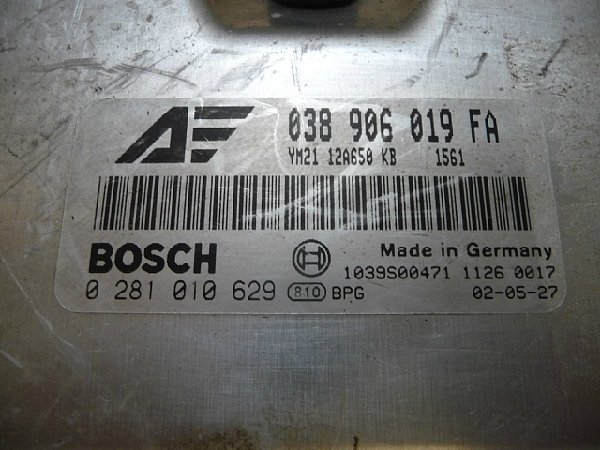 AE 038 906 019 FA
YM21 12A650 KB 1561
BOSCH Made in Germany
1039S00471 1126 0017
0 281 010 629 810 BPG 02-05-27